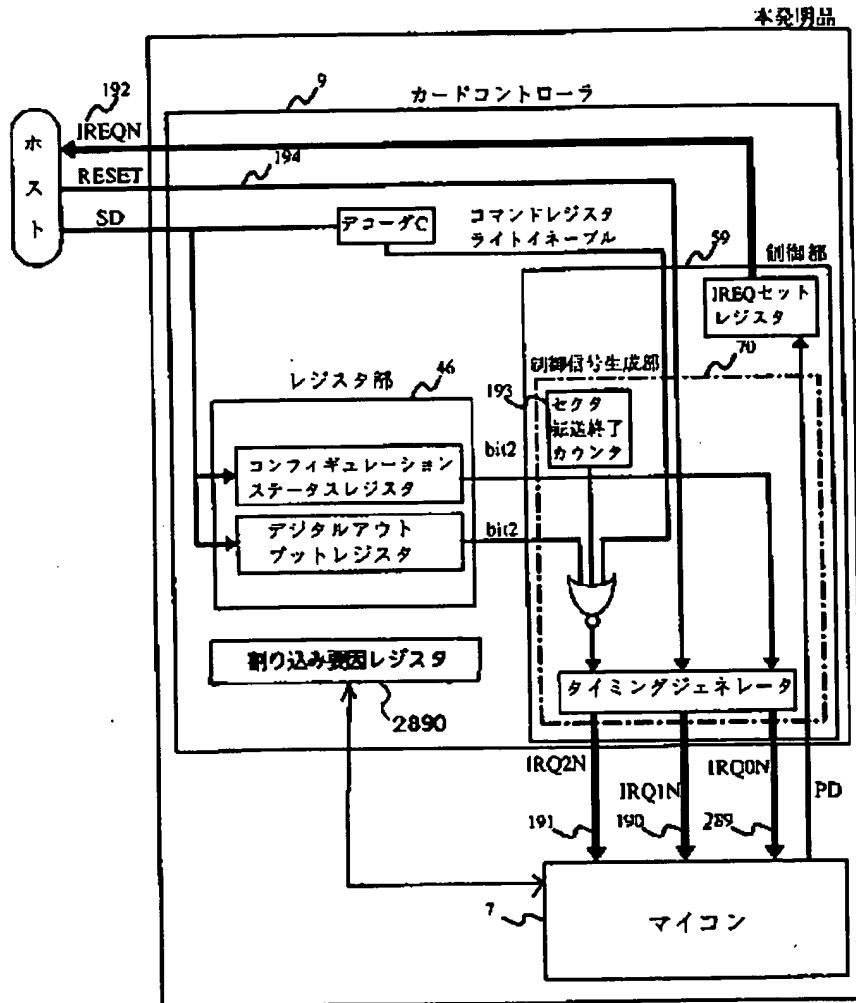 本発明品
9
カードコントローラ
192
IREQN
ホスト
194
RESET
SD
デコーダC
コマンドレジスタ
ライトイネーブル
59
制御部
IREQセット
レジスタ
70
制御信号生成部
レジスタ部
46
193
セクタ
転送終了
カウンタ
コンフィギュレーション
ステータスレジスタ
bit2
デジタルアウト
プットレジスタ
bit2
割り込み要因レジスタ
2890
タイミングジェネレータ
IRQ2N
IRQ1N
IRQ0N
PD
191
190
289
7
マイコン